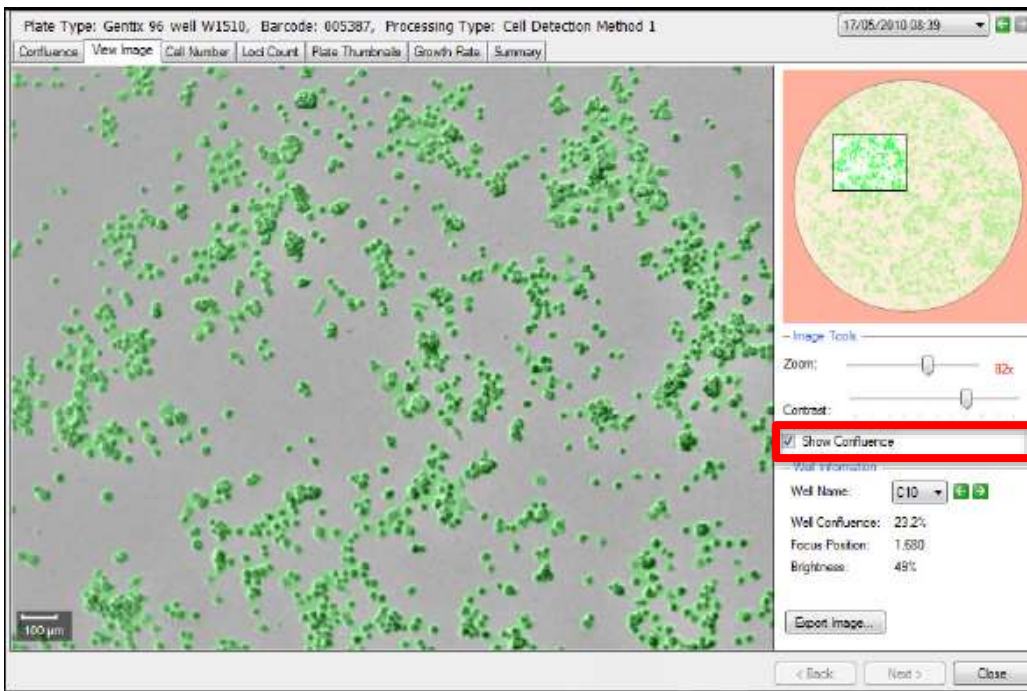 Plate Type: Genttix 96 well W1510, Barcode: 005387, Processing Type: Cell Detection Method 1
17/05/2010 08:39
Confluence View Image Cell Number Loci Count Plate Thumbnails Growth Rate Summary
Image Tools
Zoom: 82x
Contrast:
Show Confluence
Well Information
Well Name: C10
Well Confluence: 23.2%
Focus Position: 1.680
Brightness: 49%
Export Image...
100 µm
< Back Next > Close